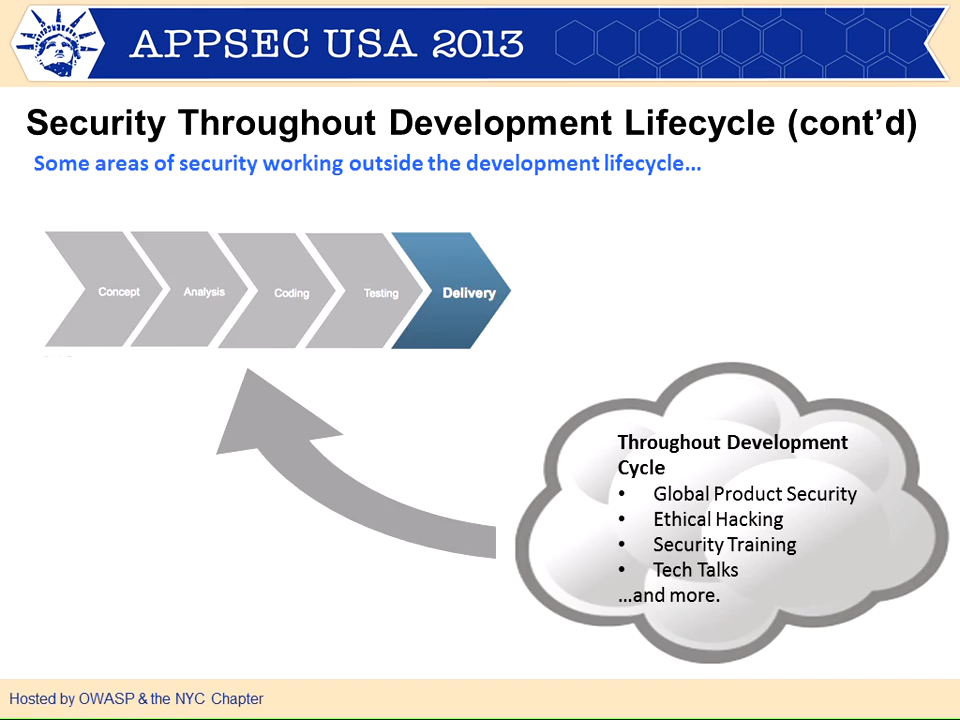 APPSEC USA 2013
Security Throughout Development Lifecycle (cont’d)
Some areas of security working outside the development lifecycle…
Concept
Analysis
Coding
Testing
Delivery
Throughout Development
Cycle
• Global Product Security
• Ethical Hacking
• Security Training
• Tech Talks
…and more.
Hosted by OWASP & the NYC Chapter